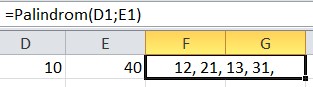 =Palindrom(D1;E1)
D E F G
10 40 12, 21, 13, 31,